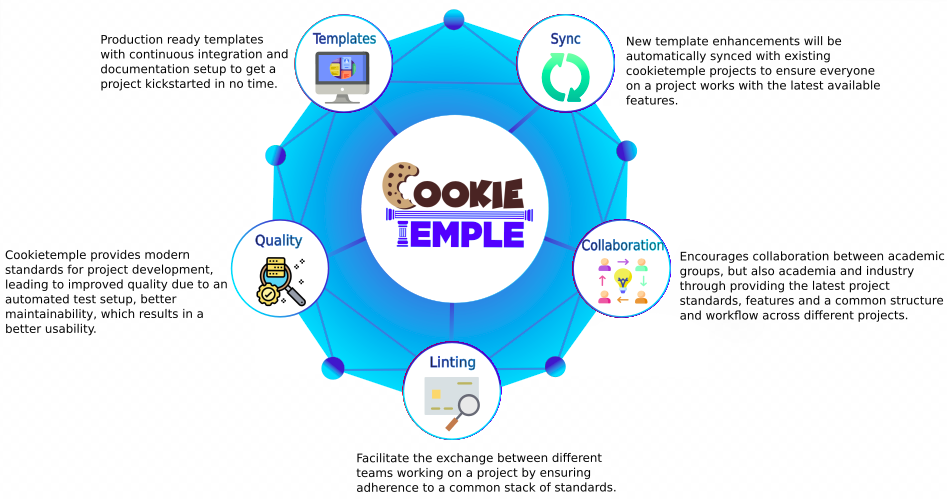 Templates
Production ready templates
with continuous integration and
documentation setup to get a
project kickstarted in no time.
Sync
New template enhancements will be
automatically synced with existing
cookietemple projects to ensure everyone
on a project works with the latest available
features.
COOKIE
TEMPLE
Quality
Cookietemple provides modern
standards for project development,
leading to improved quality due to an
automated test setup, better
maintainability, which results in a
better usability.
Collaboration
Encourages collaboration between academic
groups, but also academia and industry
through providing the latest project
standards, features and a common structure
and workflow across different projects.
Linting
Facilitate the exchange between different
teams working on a project by ensuring
adherence to a common stack of standards.